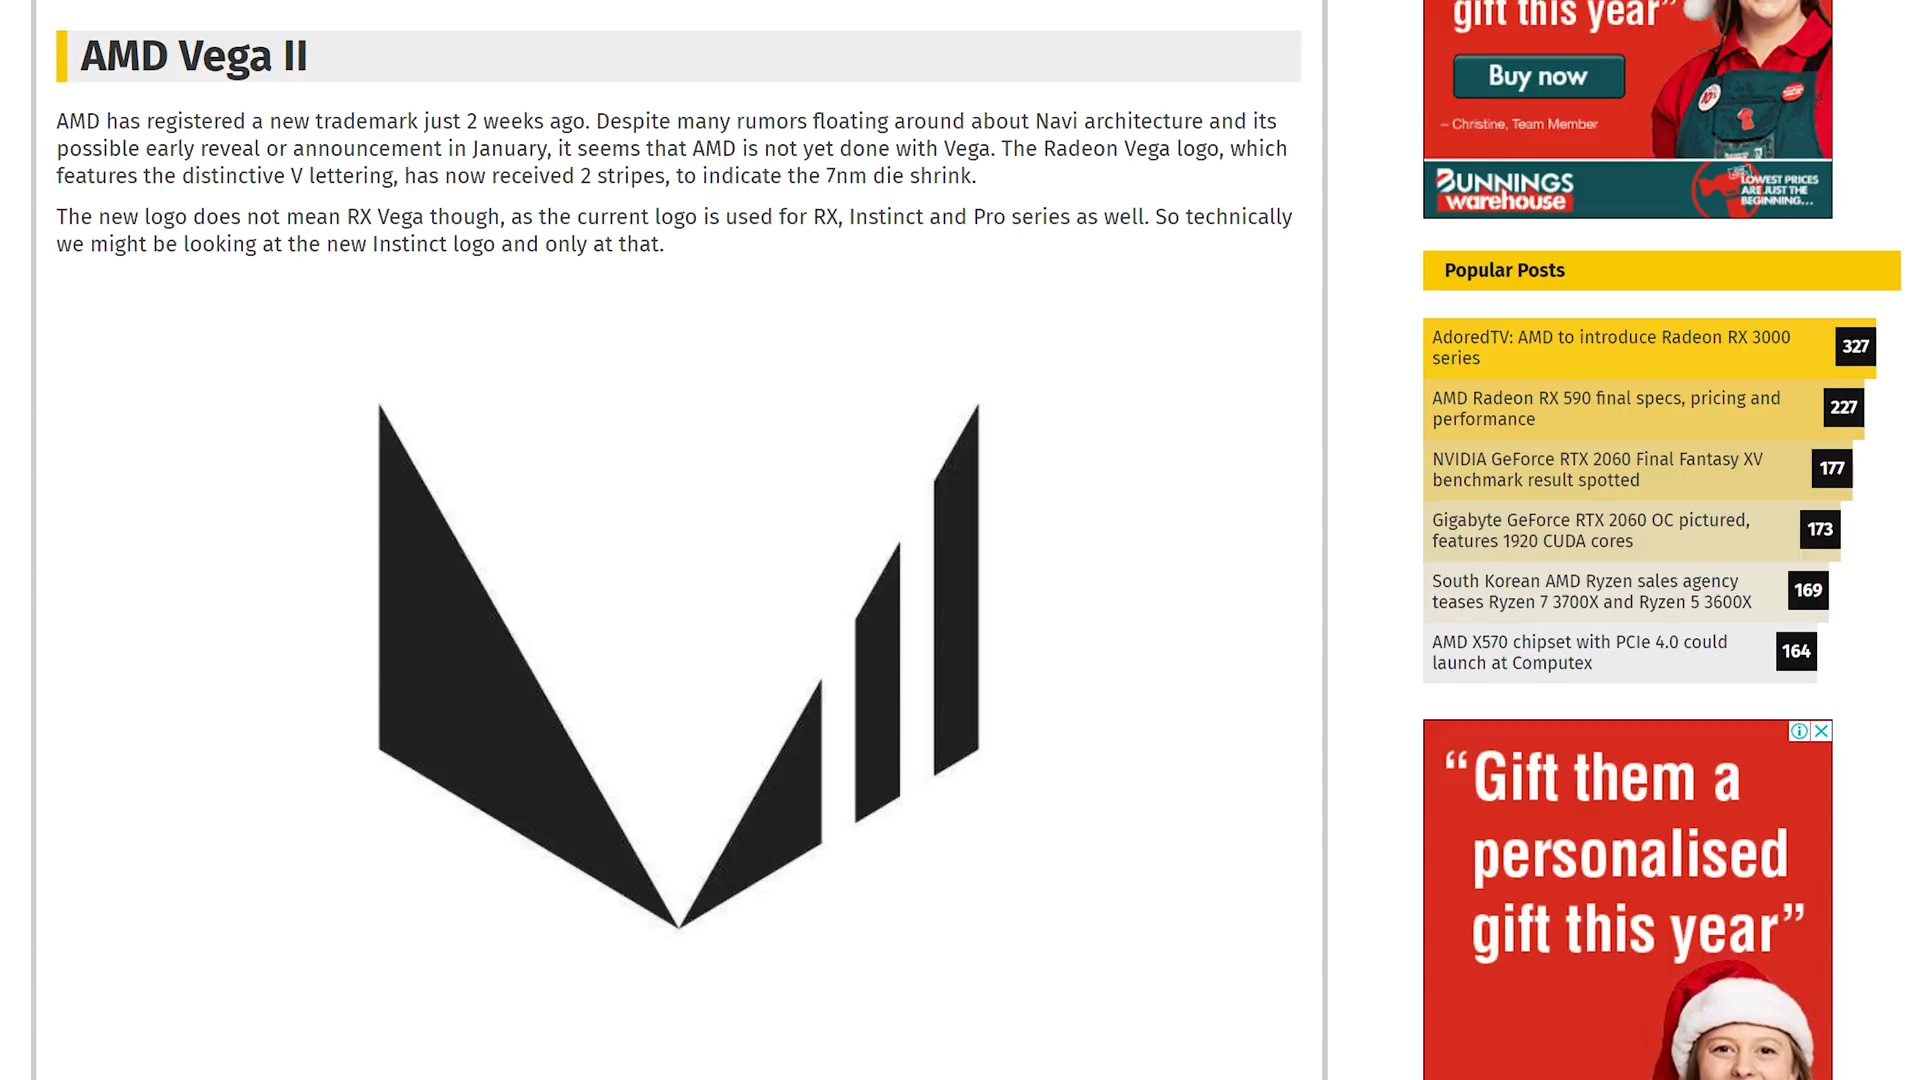 AMD Vega II
AMD has registered a new trademark just 2 weeks ago. Despite many rumors floating around about Navi architecture and its
possible early reveal or announcement in January, it seems that AMD is not yet done with Vega. The Radeon Vega logo, which
features the distinctive V lettering, has now received 2 stripes, to indicate the 7nm die shrink.
The new logo does not mean RX Vega though, as the current logo is used for RX, Instinct and Pro series as well. So technically
we might be looking at the new Instinct logo and only at that.
gift this year”
Buy now
– Christine, Team Member
BUNNINGS
warehouse
LOWEST PRICES
ARE JUST THE
BEGINNING...
Popular Posts
AdoredTV: AMD to introduce Radeon RX 3000
series
327
AMD Radeon RX 590 final specs, pricing and
performance
227
NVIDIA GeForce RTX 2060 Final Fantasy XV
benchmark result spotted
177
Gigabyte GeForce RTX 2060 OC pictured,
features 1920 CUDA cores
173
South Korean AMD Ryzen sales agency
teases Ryzen 7 3700X and Ryzen 5 3600X
169
AMD X570 chipset with PCIe 4.0 could
launch at Computex
164
“Gift them a
personalised
gift this year”